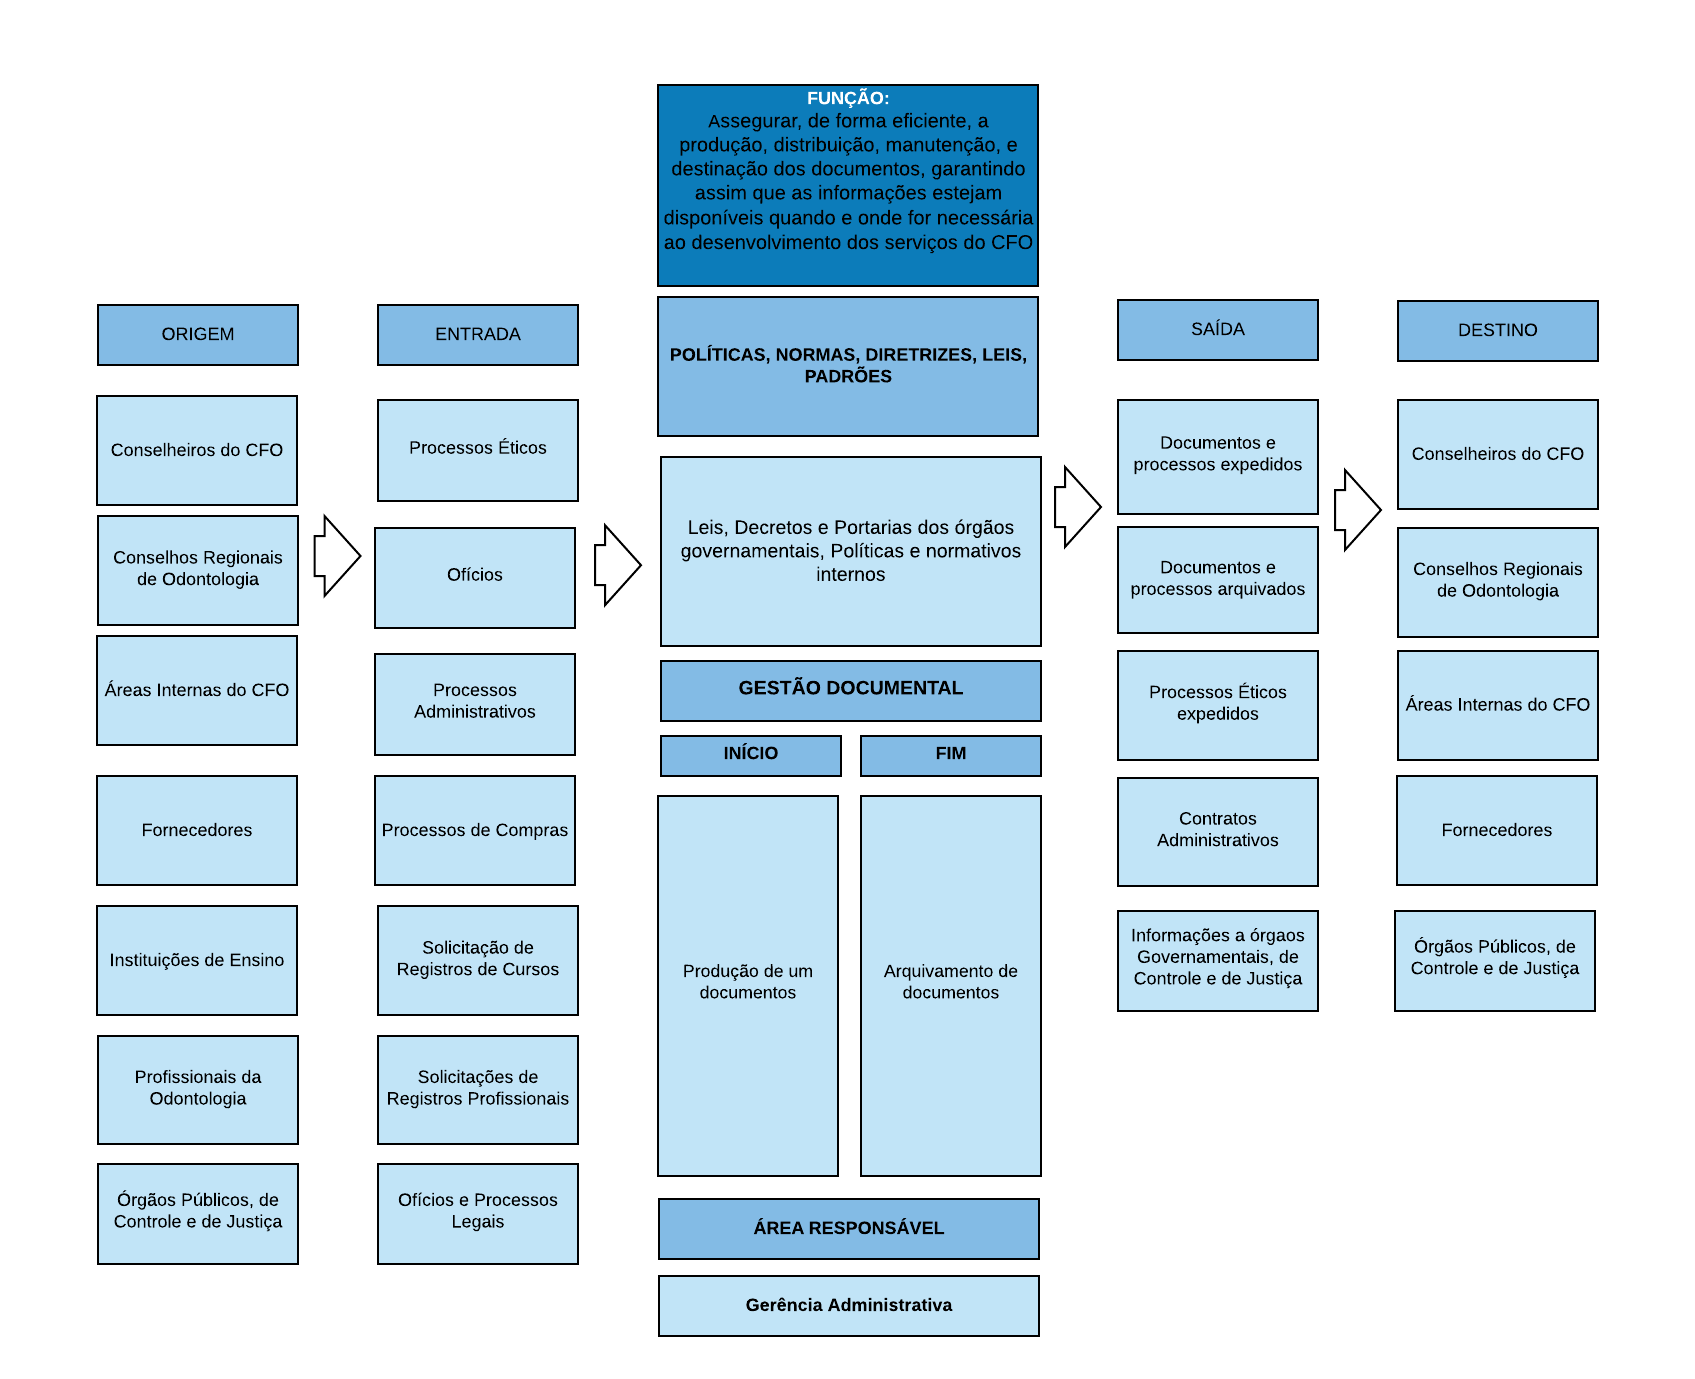 FUNÇÃO:
Assegurar, de forma eficiente, a
produção, distribuição, manutenção, e
destinação dos documentos, garantindo
assim que as informações estejam
disponíveis quando e onde for necessária
ao desenvolvimento dos serviços do CFO
ORIGEM
Conselheiros do CFO
Conselhos Regionais
de Odontologia
Áreas Internas do CFO
Fornecedores
Instituições de Ensino
Profissionais da
Odontologia
Órgãos Públicos, de
Controle e de Justiça
ENTRADA
Processos Éticos
Ofícios
Processos
Administrativos
Processos de Compras
Solicitação de
Registros de Cursos
Solicitações de
Registros Profissionais
Ofícios e Processos
Legais
POLÍTICAS, NORMAS, DIRETRIZES, LEIS,
PADRÕES
Leis, Decretos e Portarias dos órgãos
governamentais, Políticas e normativos
internos
GESTÃO DOCUMENTAL
INÍCIO
FIM
Produção de um
documentos
Arquivamento de
documentos
ÁREA RESPONSÁVEL
Gerência Administrativa
SAÍDA
Documentos e
processos expedidos
Documentos e
processos arquivados
Processos Éticos
expedidos
Contratos
Administrativos
Informações a órgaos
Governamentais, de
Controle e de Justiça
DESTINO
Conselheiros do CFO
Conselhos Regionais
de Odontologia
Áreas Internas do CFO
Fornecedores
Órgãos Públicos, de
Controle e de Justiça